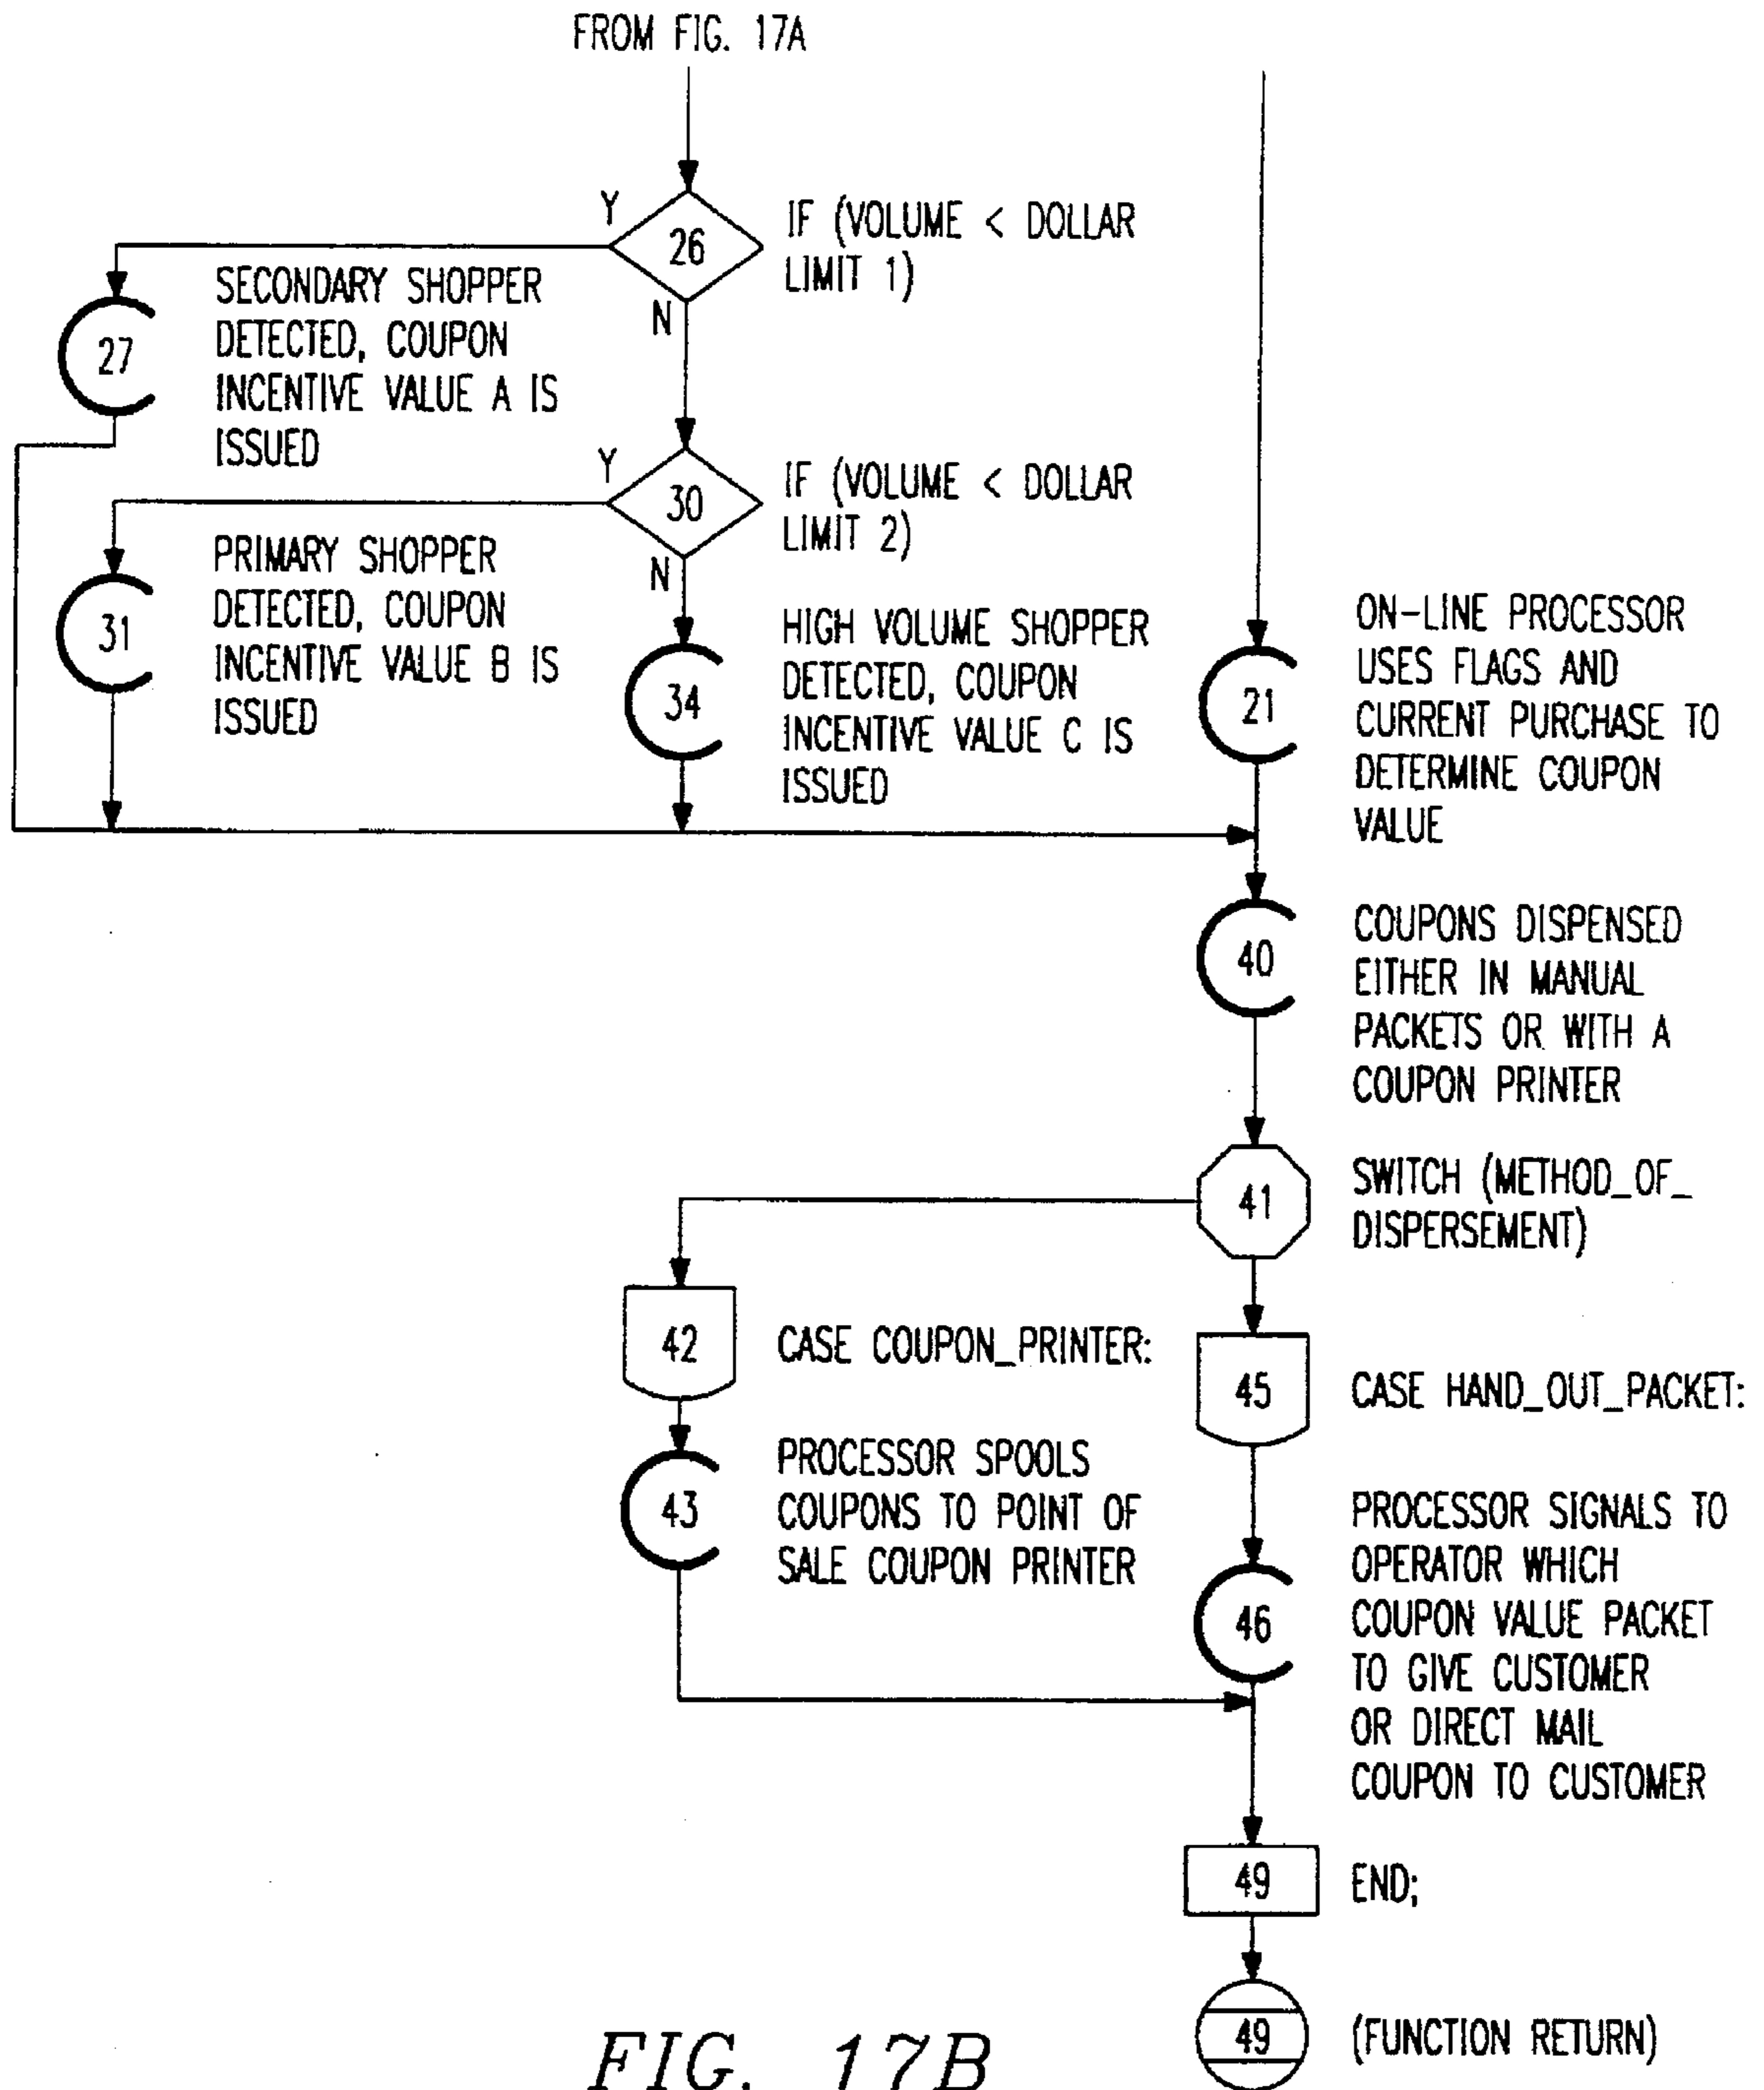 FROM FIG. 17A
Y
26
IF (VOLUME < DOLLAR
LIMIT 1)
N
27
SECONDARY SHOPPER
DETECTED, COUPON
INCENTIVE VALUE A IS
ISSUED
Y
30
IF (VOLUME < DOLLAR
LIMIT 2)
N
31
PRIMARY SHOPPER
DETECTED, COUPON
INCENTIVE VALUE B IS
ISSUED
34
HIGH VOLUME SHOPPER
DETECTED, COUPON
INCENTIVE VALUE C IS
ISSUED
21
ON-LINE PROCESSOR
USES FLAGS AND
CURRENT PURCHASE TO
DETERMINE COUPON
VALUE
40
COUPONS DISPENSED
EITHER IN MANUAL
PACKETS OR WITH A
COUPON PRINTER
41
SWITCH (METHOD_OF_
DISPERSEMENT)
42
CASE COUPON_PRINTER:
45
CASE HAND_OUT_PACKET:
43
PROCESSOR SPOOLS
COUPONS TO POINT OF
SALE COUPON PRINTER
46
PROCESSOR SIGNALS TO
OPERATOR WHICH
COUPON VALUE PACKET
TO GIVE CUSTOMER
OR DIRECT MAIL
COUPON TO CUSTOMER
49
END;
49
(FUNCTION RETURN)
FIG. 17B